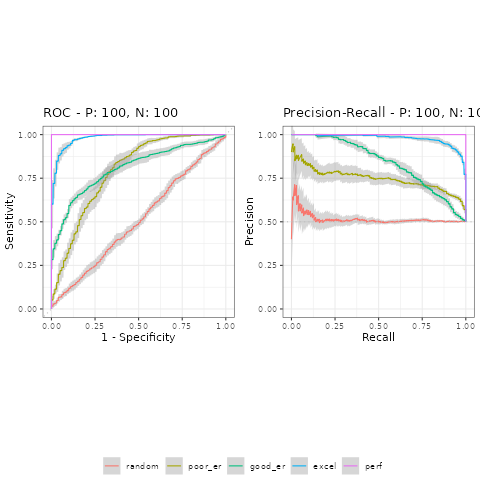 ROC - P: 100, N: 100
Precision-Recall - P: 100, N: 10
1.00
0.75
0.50
0.25
0.00
Sensitivity
0.00 0.25 0.50 0.75 1.00
1 - Specificity
1.00
0.75
0.50
0.25
0.00
Precision
0.00 0.25 0.50 0.75 1.00
Recall
random poor_er good_er excel perf